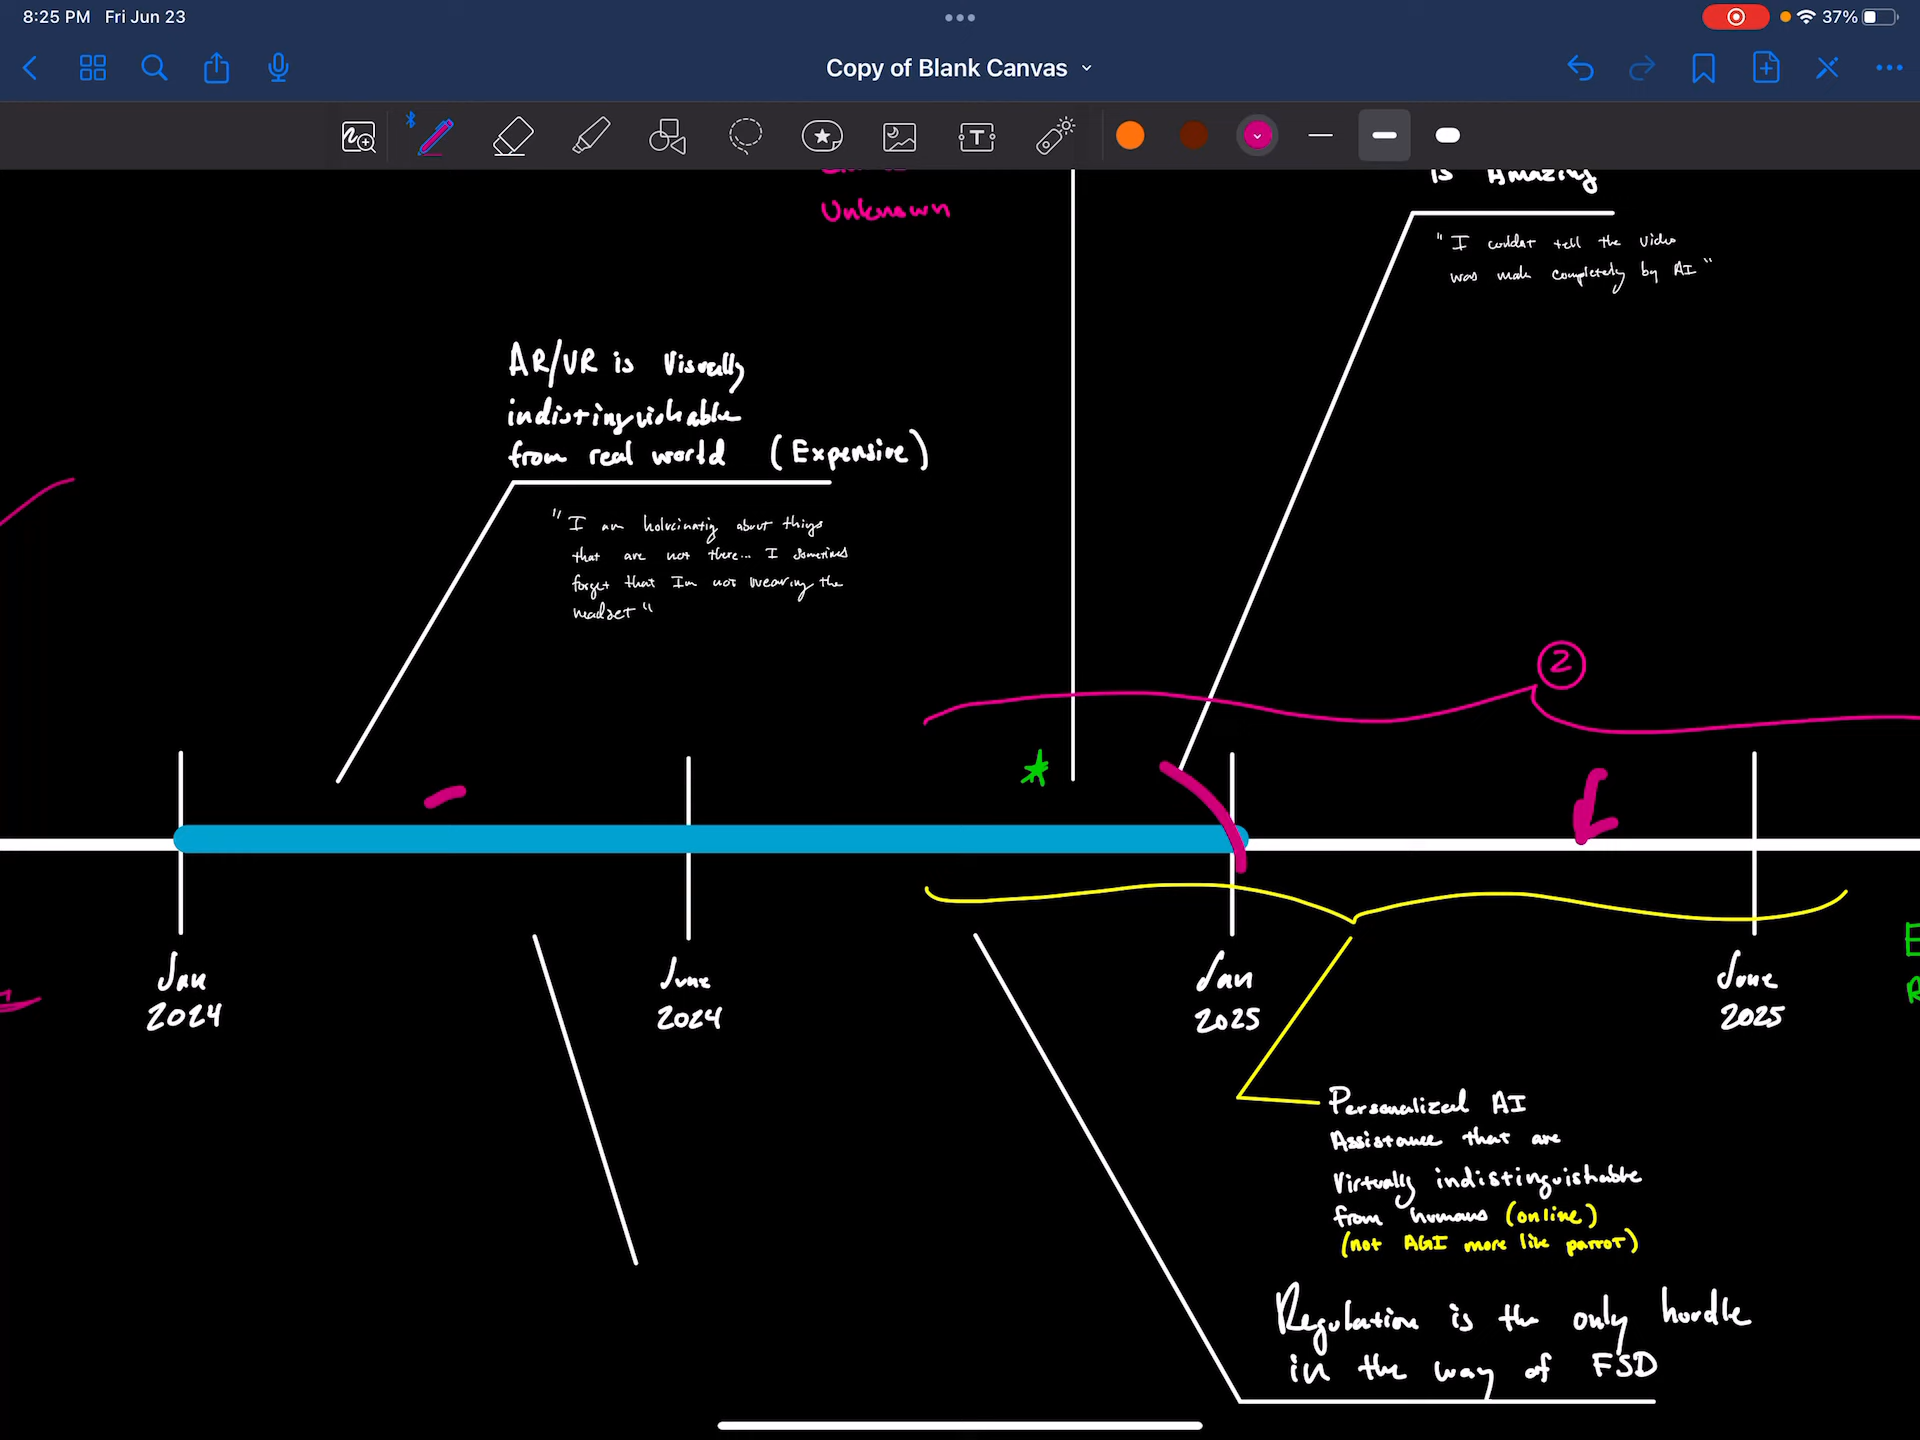 8:25 PM Fri Jun 23
37%
Copy of Blank Canvas
Unknown
is Amazing
"I couldnt tell the video
was made completely by AI"
AR/VR is Visually
indistinguishable
from real world (Expensive)
"I am holucinatig about things
that are not there... I sometimes
forget that Im not wearing the
headset"
2
Jan
2024
June
2024
Jan
2025
June
2025
Personalized AI
Assistance that are
Virtually indistinguishable
from humans (online)
(not AGI more like parrot)
Regulation is the only hurdle
in the way of FSD